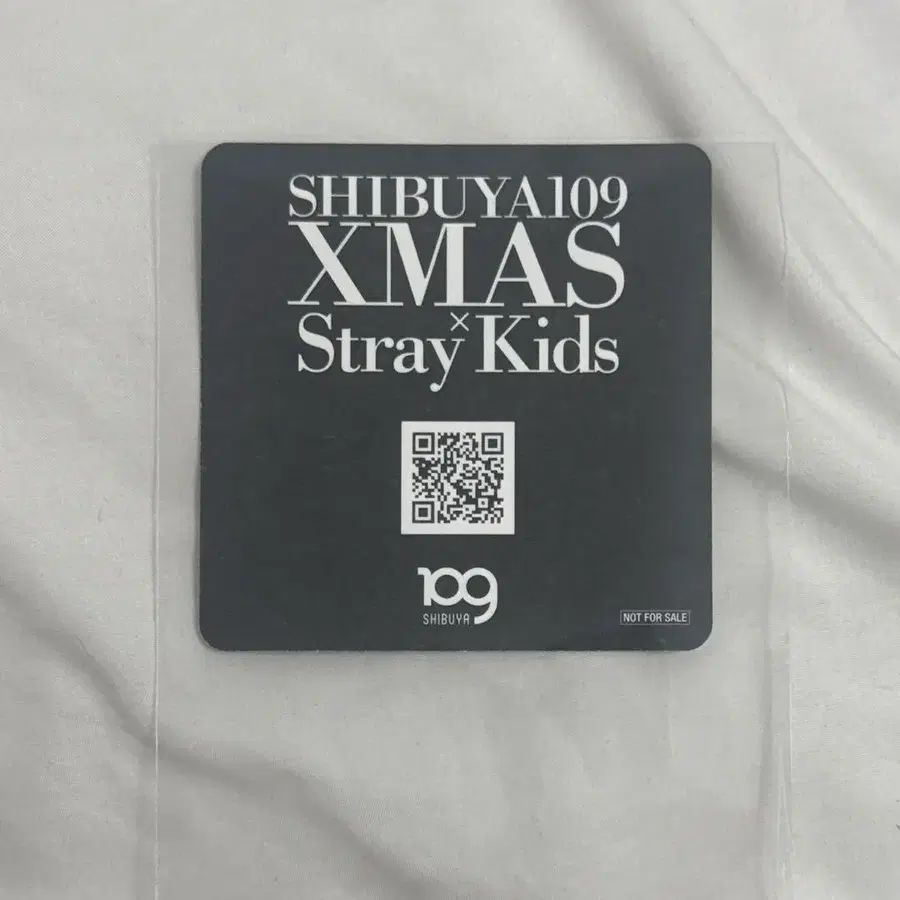 SHIBUYA109
XMAS
×
Stray Kids
109
SHIBUYA
NOT FOR SALE